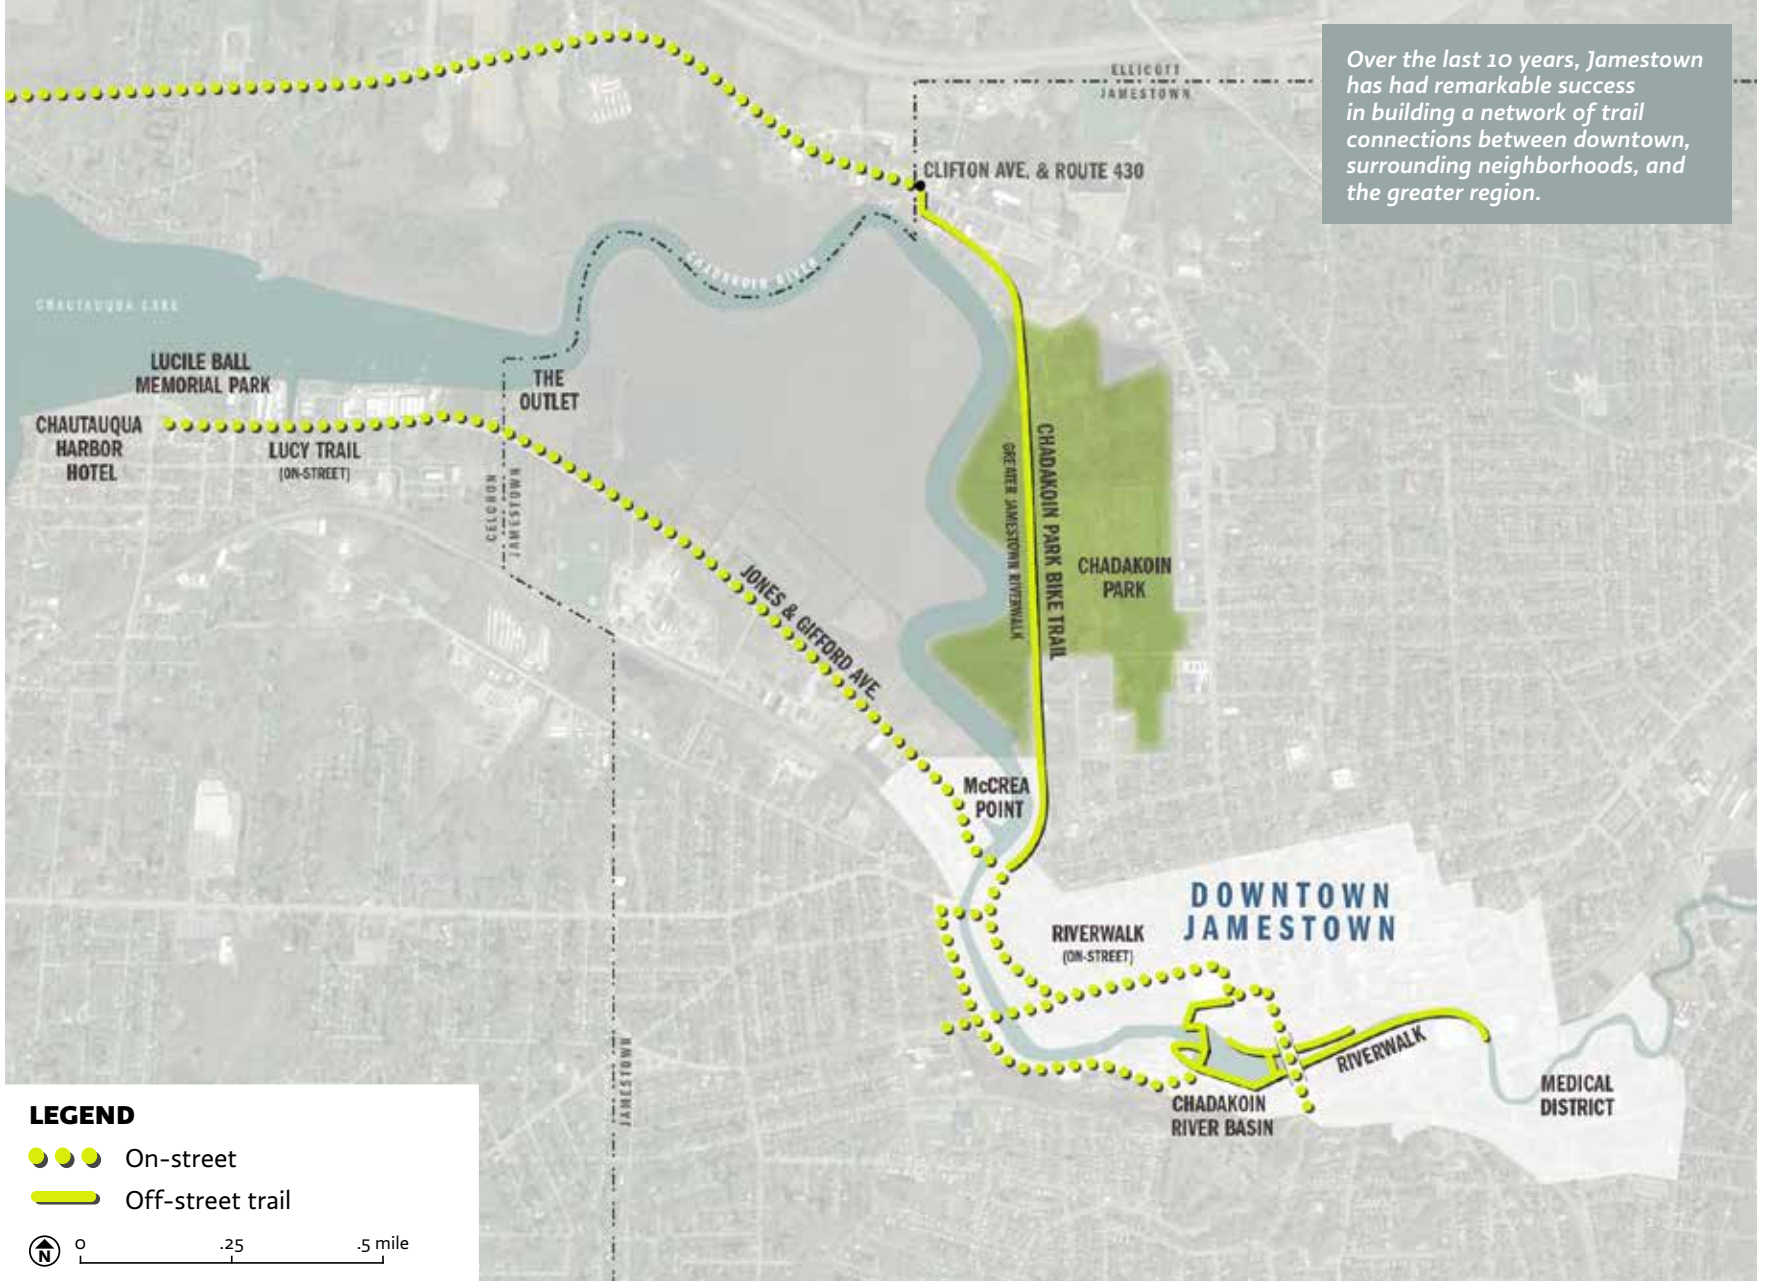 Over the last 10 years, Jamestown
has had remarkable success
in building a network of trail
connections between downtown,
surrounding neighborhoods, and
the greater region.
ELLICOTT
JAMESTOWN
CLIFTON AVE. & ROUTE 430
CHADAKOIN RIVER
CHAUTAUQUA LAKE
LUCILE BALL
MEMORIAL PARK
THE
OUTLET
CHAUTAUQUA
HARBOR
HOTEL
LUCY TRAIL
(ON-STREET)
CELORON
JAMESTOWN
CHADAKOIN PARK BIKE TRAIL
GREATER JAMESTOWN RIVERWALK
CHADAKOIN
PARK
JONES & GIFFORD AVE.
McCREA
POINT
DOWNTOWN
JAMESTOWN
RIVERWALK
(ON-STREET)
RIVERWALK
MEDICAL
DISTRICT
CHADAKOIN
RIVER BASIN
JAMESTOWN
LEGEND
On-street
Off-street trail
N
0 .25 .5 mile